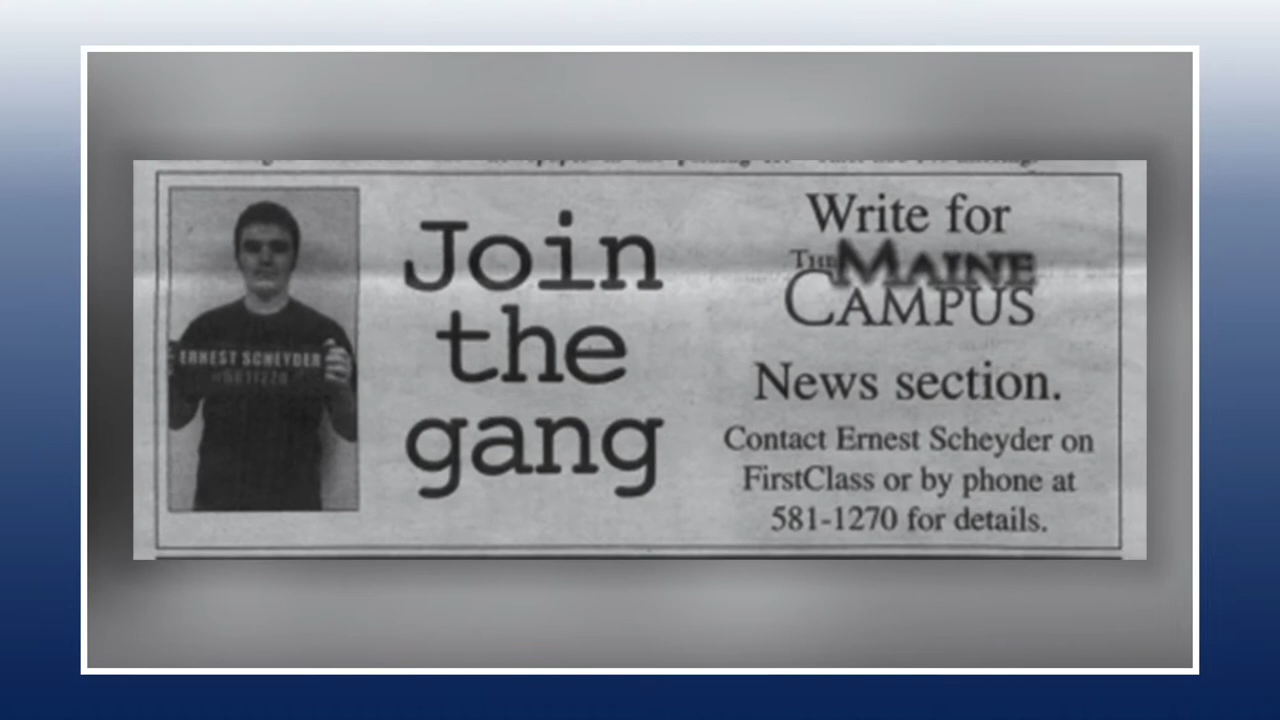 ERNEST SCHEYDER
Join
the
gang
Write for
THE MAINE
CAMPUS
News section.
Contact Ernest Scheyder on
FirstClass or by phone at
581-1270 for details.